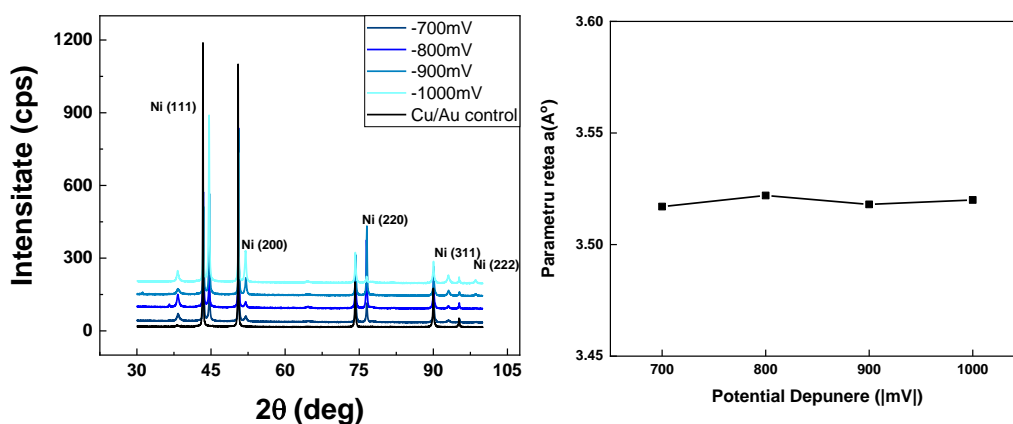 1200
900
600
300
0
Intensitate (cps)
-700mV
-800mV
-900mV
-1000mV
Cu/Au control
Ni (111)
Ni (200)
Ni (220)
Ni (311)
Ni (222)
30 45 60 75 90 105
2θ (deg)
3.60
3.55
3.50
3.45
Parametru retea a(A°)
700 800 900 1000
Potential Depunere (|mV|)